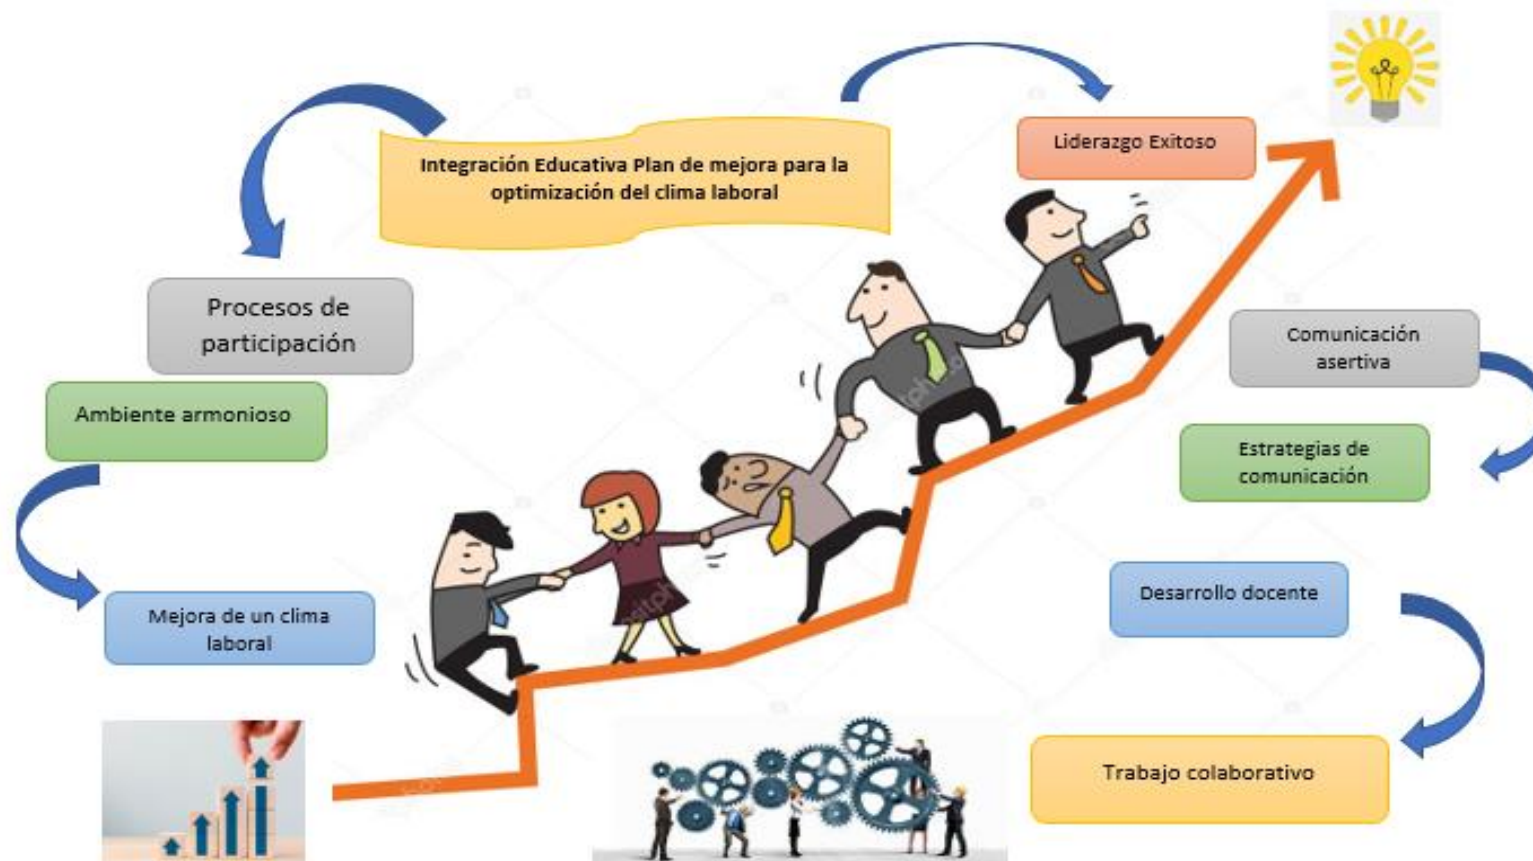 Integración Educativa Plan de mejora para la
optimización del clima laboral
Liderazgo Exitoso
Procesos de
participación
Ambiente armonioso
Mejora de un clima
laboral
Comunicación
asertiva
Estrategias de
comunicación
Desarrollo docente
Trabajo colaborativo